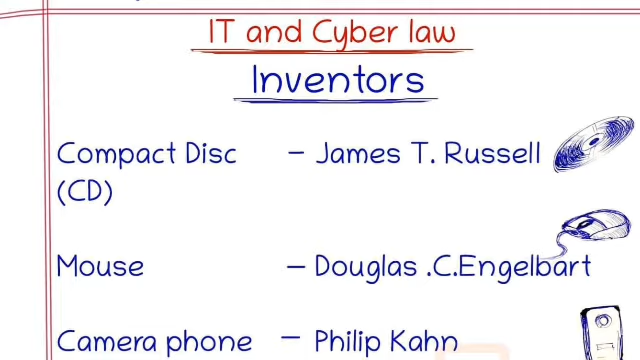 IT and Cyber law
Inventors
Compact Disc – James T. Russell
(CD)
Mouse – Douglas .C.Engelbart
Camera phone – Philip Kahn